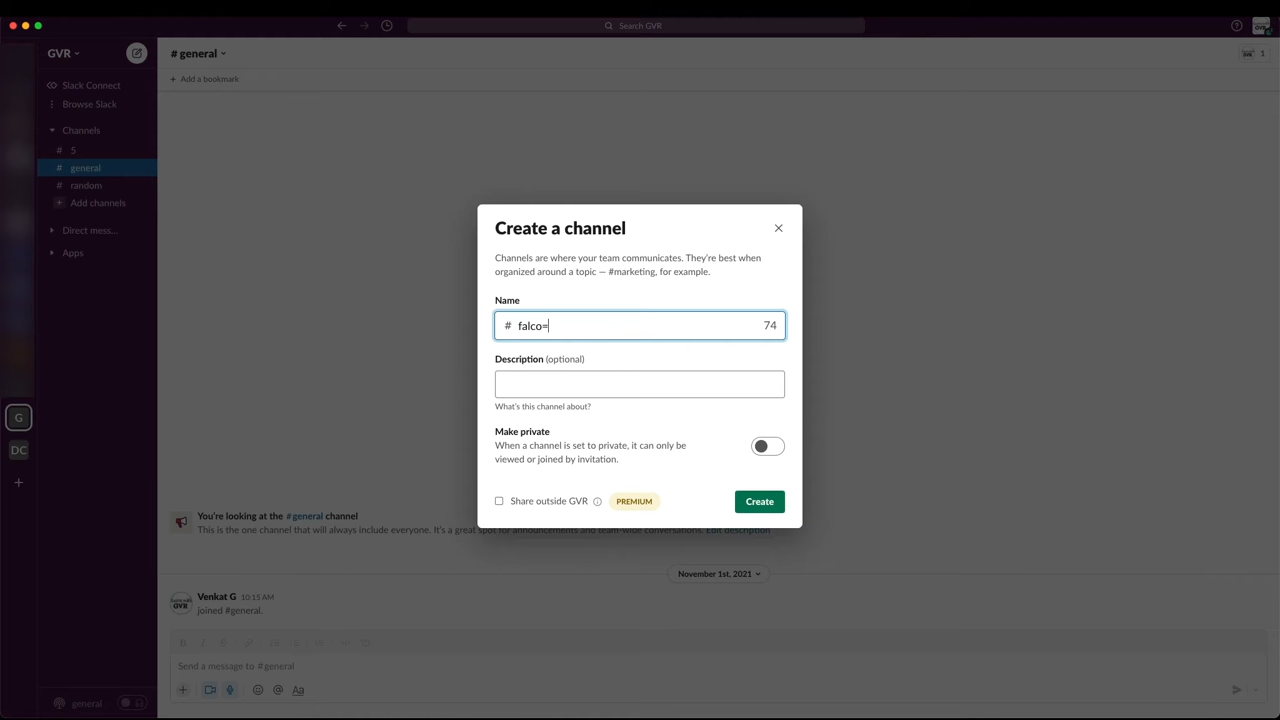 Search GVR
GVR
# general
1
+ Add a bookmark
Slack Connect
Browse Slack
Channels
# 5
# general
# random
+ Add channels
Direct mess...
Apps
G
DC
+
Create a channel
Channels are where your team communicates. They're best when
organized around a topic — #marketing, for example.
Name
# falco= 74
Description (optional)
What's this channel about?
Make private
When a channel is set to private, it can only be
viewed or joined by invitation.
Share outside GVR PREMIUM
Create
You're looking at the #general channel
This is the one channel that will always include everyone. It's a great spot for announcements and team-wide conversations. Edit description
November 1st, 2021
Venkat G 10:15 AM
joined #general.
Send a message to #general
Aa
general